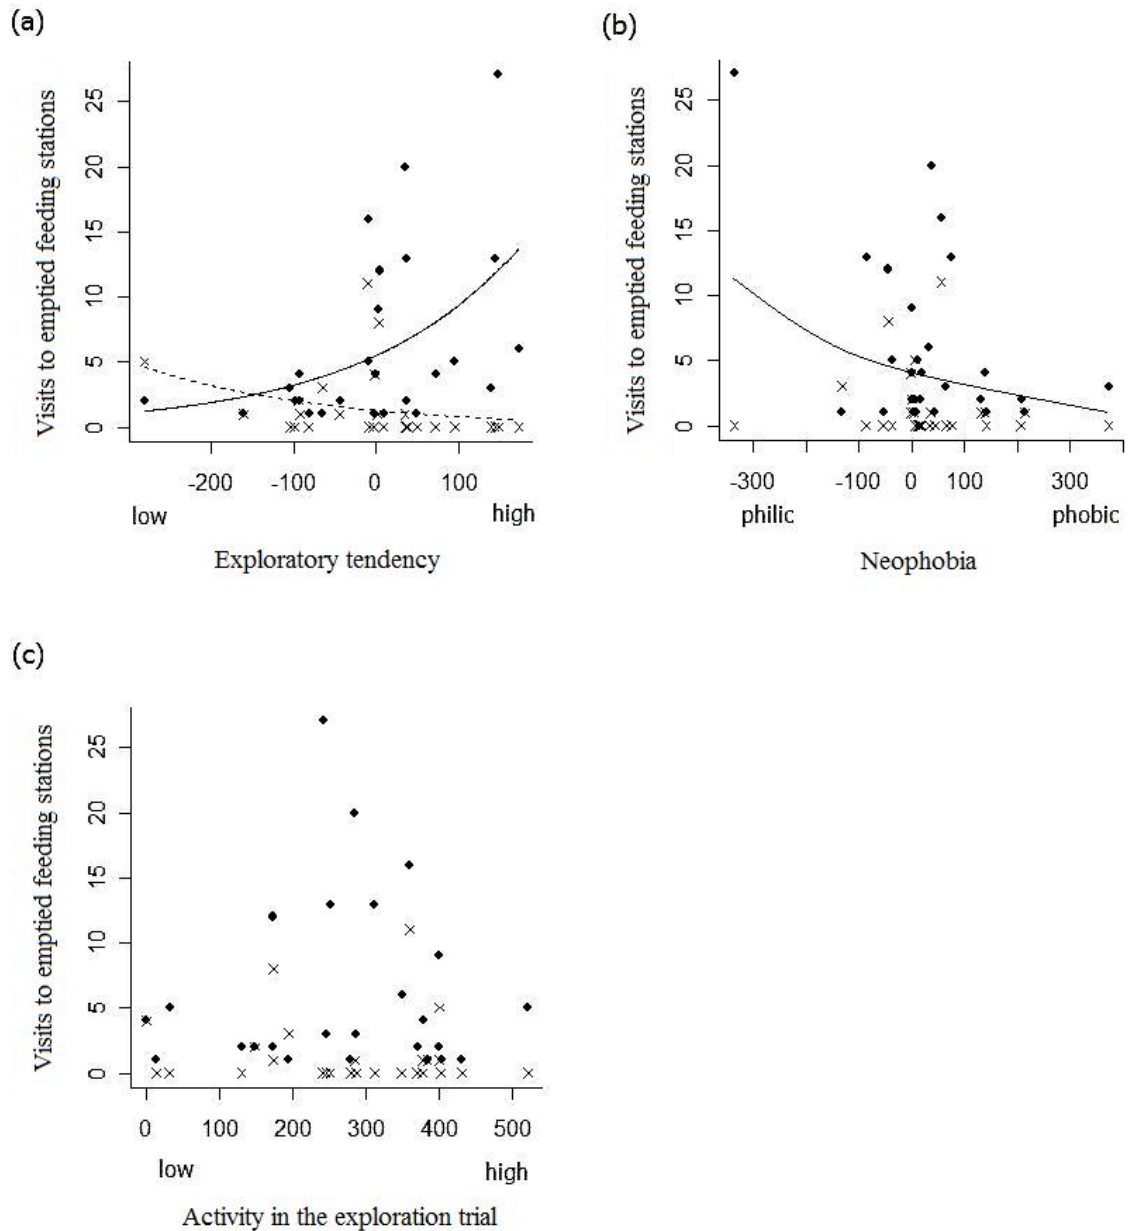 (a)
Visits to emptied feeding stations
25
20
15
10
5
0
-200 -100 0 100
low high
Exploratory tendency
(b)
Visits to emptied feeding stations
25
20
15
10
5
0
-300 -100 0 100 300
philic phobic
Neophobia
(c)
Visits to emptied feeding stations
25
20
15
10
5
0
0 100 200 300 400 500
low high
Activity in the exploration trial